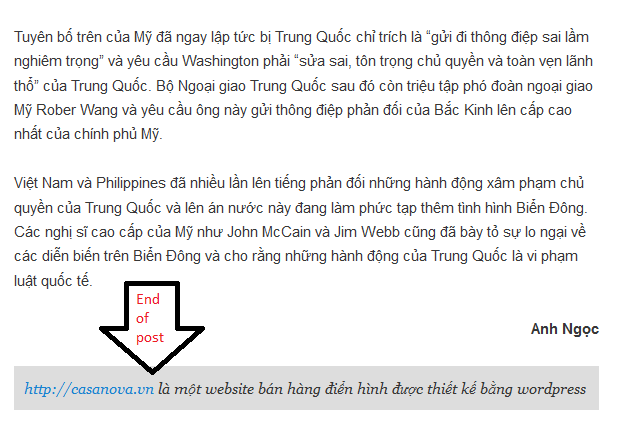 Tuyên bố trên của Mỹ đã ngay lập tức bị Trung Quốc chỉ trích là “gửi đi thông điệp sai lầm
nghiêm trọng” và yêu cầu Washington phải “sửa sai, tôn trọng chủ quyền và toàn vẹn lãnh
thổ” của Trung Quốc. Bộ Ngoại giao Trung Quốc sau đó còn triệu tập phó đoàn ngoại giao
Mỹ Rober Wang và yêu cầu ông này gửi thông điệp phản đối của Bắc Kinh lên cấp cao
nhất của chính phủ Mỹ.
Việt Nam và Philippines đã nhiều lần lên tiếng phản đối những hành động xâm phạm chủ
quyền của Trung Quốc và lên án nước này đang làm phức tạp thêm tình hình Biển Đông.
Các nghị sĩ cao cấp của Mỹ như John McCain và Jim Webb cũng đã bày tỏ sự lo ngại về
các diễn biến trên Biển Đông và cho rằng những hành động của Trung Quốc là vi phạm
luật quốc tế.
End
of
post
Anh Ngọc
http://casanova.vn là một website bán hàng điển hình được thiết kế bằng wordpress